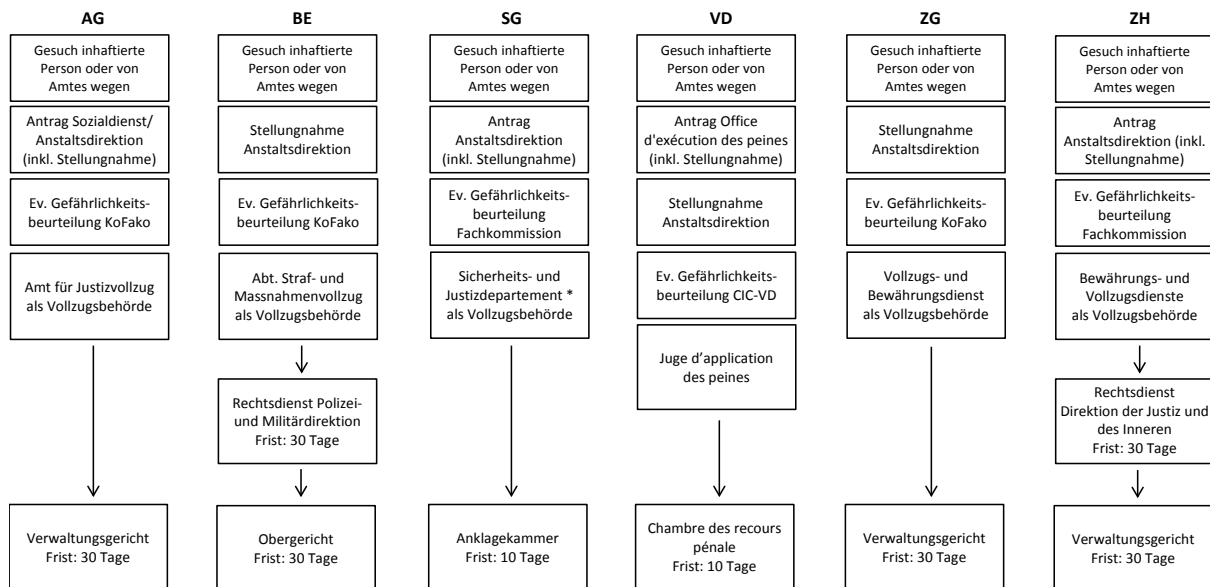 AG
Gesuch inhaftierte
Person oder von
Amtes wegen
Antrag Sozialdienst/
Anstaltsdirektion
(inkl. Stellungnahme)
Ev. Gefährlichkeits-
beurteilung KoFako
Amt für Justizvollzug
als Vollzugsbehörde
Verwaltungsgericht
Frist: 30 Tage
BE
Gesuch inhaftierte
Person oder von
Amtes wegen
Stellungnahme
Anstaltsdirektion
Ev. Gefährlichkeits-
beurteilung KoFako
Abt. Straf- und
Massnahmenvollzug
als Vollzugsbehörde
Rechtsdienst Polizei-
und Militärdirektion
Frist: 30 Tage
Obergericht
Frist: 30 Tage
SG
Gesuch inhaftierte
Person oder von
Amtes wegen
Antrag
Anstaltsdirektion
(inkl. Stellungnahme)
Ev. Gefährlichkeits-
beurteilung
Fachkommission
Sicherheits- und
Justizdepartement *
als Vollzugsbehörde
Anklagekammer
Frist: 10 Tage
VD
Gesuch inhaftierte
Person oder von
Amtes wegen
Antrag Office
d'exécution des peines
(inkl. Stellungnahme)
Stellungnahme
Anstaltsdirektion
Ev. Gefährlichkeits-
beurteilung CIC-VD
Juge d’application
des peines
Chambre des recours
pénale
Frist: 10 Tage
ZG
Gesuch inhaftierte
Person oder von
Amtes wegen
Stellungnahme
Anstaltsdirektion
Ev. Gefährlichkeits-
beurteilung KoFako
Vollzugs- und
Bewährungsdienst
als Vollzugsbehörde
Verwaltungsgericht
Frist: 30 Tage
ZH
Gesuch inhaftierte
Person oder von
Amtes wegen
Antrag
Anstaltsdirektion (inkl.
Stellungnahme)
Ev. Gefährlichkeits-
beurteilung
Fachkommission
Bewährungs- und
Vollzugsdienste
als Vollzugsbehörde
Rechtsdienst
Direktion der Justiz und
des Inneren
Frist: 30 Tage
Verwaltungsgericht
Frist: 30 Tage